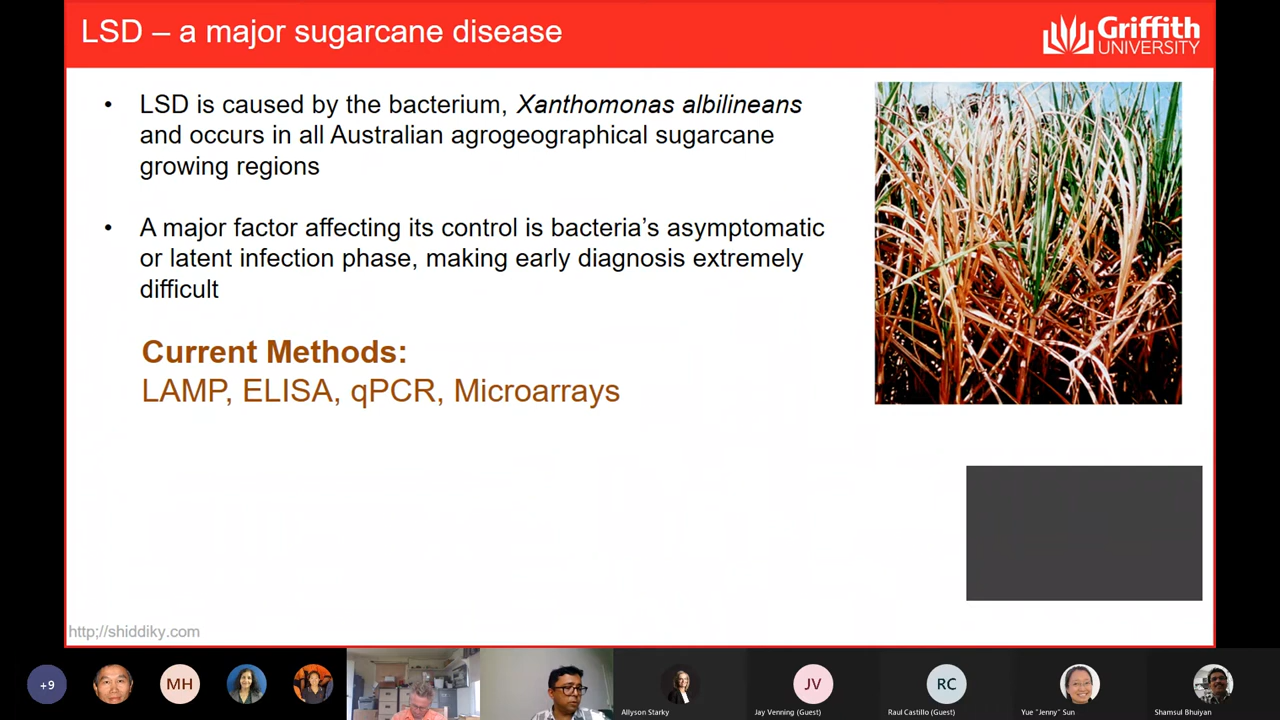 LSD – a major sugarcane disease
Griffith
UNIVERSITY
• LSD is caused by the bacterium, Xanthomonas albilineans
and occurs in all Australian agrogeographical sugarcane
growing regions
• A major factor affecting its control is bacteria’s asymptomatic
or latent infection phase, making early diagnosis extremely
difficult
Current Methods:
LAMP, ELISA, qPCR, Microarrays
http;//shiddiky.com
+9
MH
JV
RC
Allyson Starky
Jay Venning (Guest)
Raul Castillo (Guest)
Yue "Jenny" Sun
Shamsul Bhuiyan